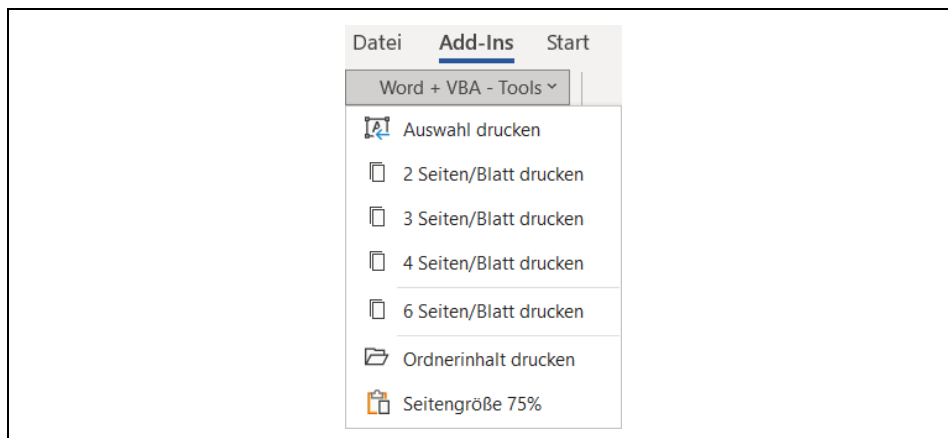 Datei Add-Ins Start
Word + VBA - Tools
Auswahl drucken
2 Seiten/Blatt drucken
3 Seiten/Blatt drucken
4 Seiten/Blatt drucken
6 Seiten/Blatt drucken
Ordnerinhalt drucken
Seitengröße 75%